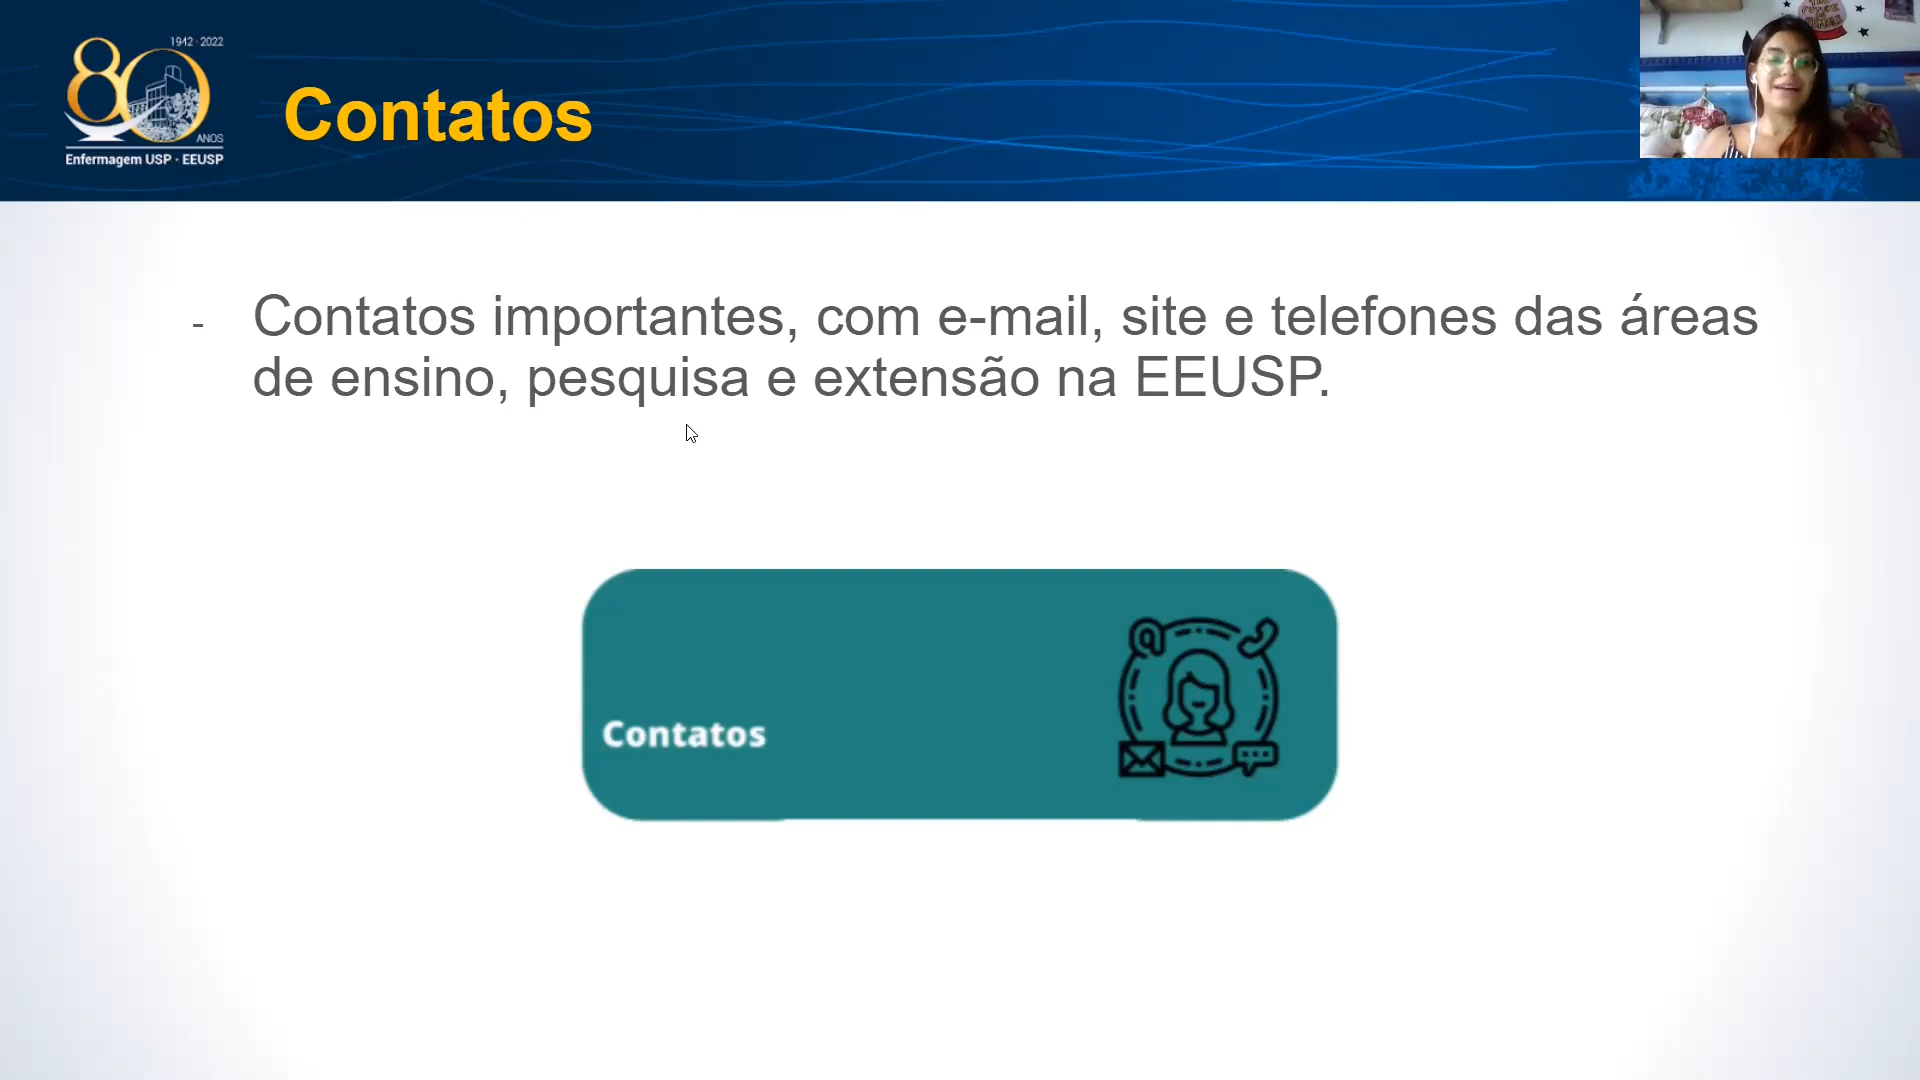 1942 · 2022
80
ANOS
Enfermagem USP · EEUSP
Contatos
- Contatos importantes, com e-mail, site e telefones das áreas
de ensino, pesquisa e extensão na EEUSP.
Contatos